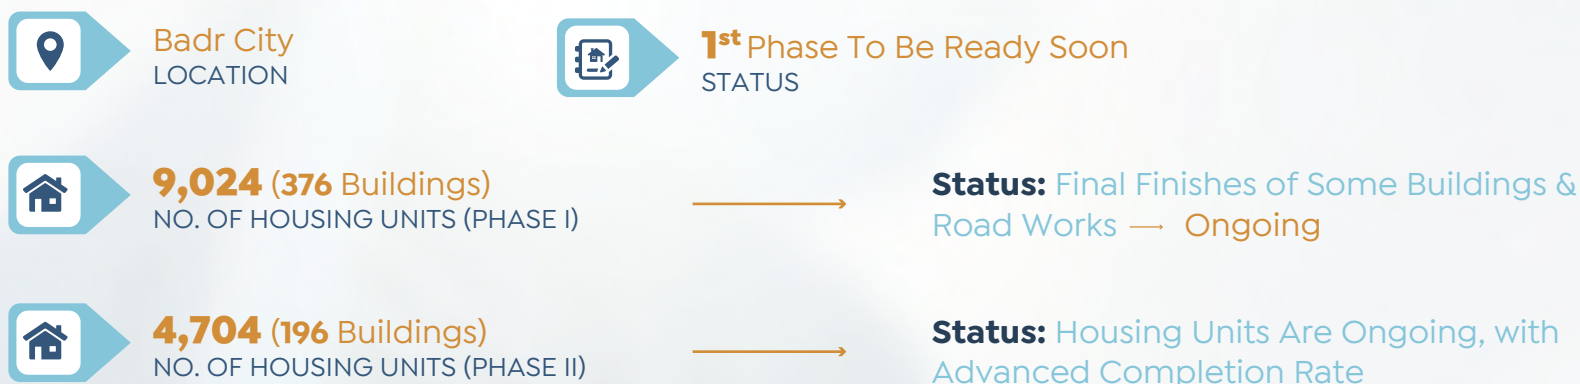 Badr City
LOCATION
1st Phase To Be Ready Soon
STATUS
9,024 (376 Buildings)
NO. OF HOUSING UNITS (PHASE I)
Status: Final Finishes of Some Buildings &
Road Works → Ongoing
4,704 (196 Buildings)
NO. OF HOUSING UNITS (PHASE II)
Status: Housing Units Are Ongoing, with
Advanced Completion Rate